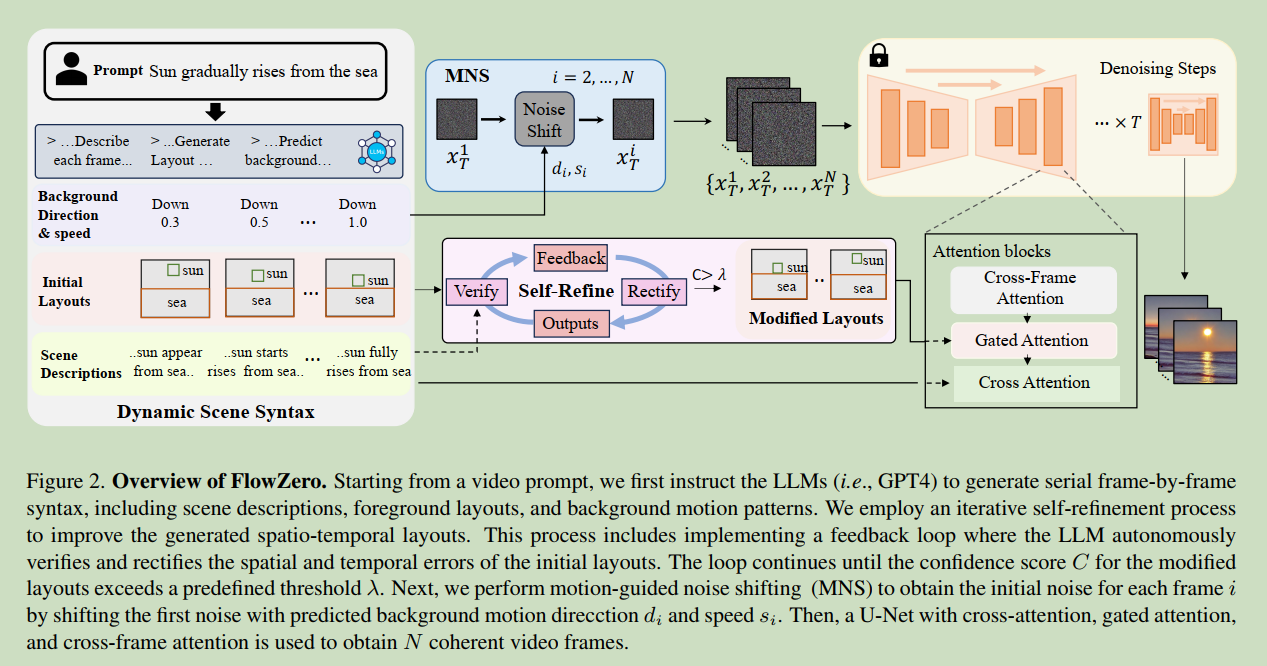 Prompt Sun gradually rises from the sea
> …Describe each frame...
> ...Generate Layout …
> …Predict background…
LLMs
Background Direction & speed
Down 0.3
Down 0.5
...
Down 1.0
Initial Layouts
sun
sea
sun
sea
...
sun
sea
Scene Descriptions
..sun appear from sea..
..sun starts rises from sea..
...
..sun fully rises from sea
Dynamic Scene Syntax
MNS
i = 2, …, N
Noise Shift
x_T^1
x_T^i
d_i, s_i
{x_T^1, x_T^2, …, x_T^N}
Denoising Steps
··· × T
Verify
Feedback
Self-Refine
Rectify
Outputs
C> λ
sun
sea
..
sun
sea
Modified Layouts
Attention blocks
Cross-Frame Attention
Gated Attention
Cross Attention
Figure 2. Overview of FlowZero. Starting from a video prompt, we first instruct the LLMs (i.e., GPT4) to generate serial frame-by-frame
syntax, including scene descriptions, foreground layouts, and background motion patterns. We employ an iterative self-refinement process
to improve the generated spatio-temporal layouts. This process includes implementing a feedback loop where the LLM autonomously
verifies and rectifies the spatial and temporal errors of the initial layouts. The loop continues until the confidence score C for the modified
layouts exceeds a predefined threshold λ. Next, we perform motion-guided noise shifting (MNS) to obtain the initial noise for each frame i
by shifting the first noise with predicted background motion direcction d_i and speed s_i. Then, a U-Net with cross-attention, gated attention,
and cross-frame attention is used to obtain N coherent video frames.